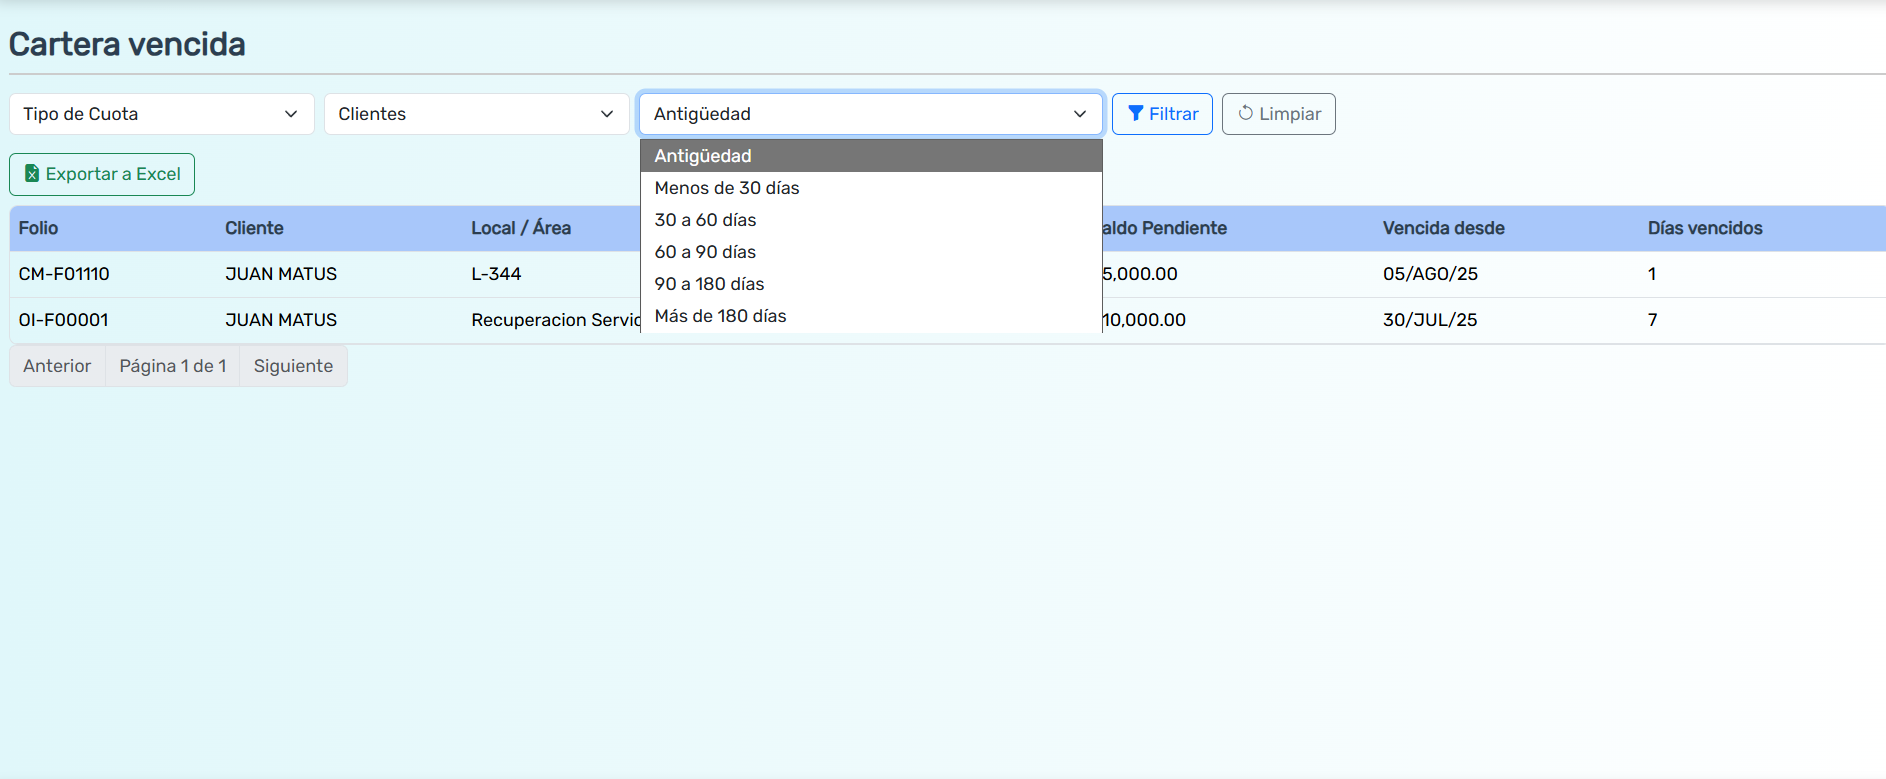 Cartera vencida
Tipo de Cuota Clientes Antigüedad Filtrar Limpiar
Antigüedad
Menos de 30 días
30 a 60 días
60 a 90 días
90 a 180 días
Más de 180 días
Exportar a Excel
Folio Cliente Local / Área aldo Pendiente Vencida desde Días vencidos
CM-F01110 JUAN MATUS L-344 5,000.00 05/AGO/25 1
OI-F00001 JUAN MATUS Recuperacion Servic 10,000.00 30/JUL/25 7
Anterior Página 1 de 1 Siguiente